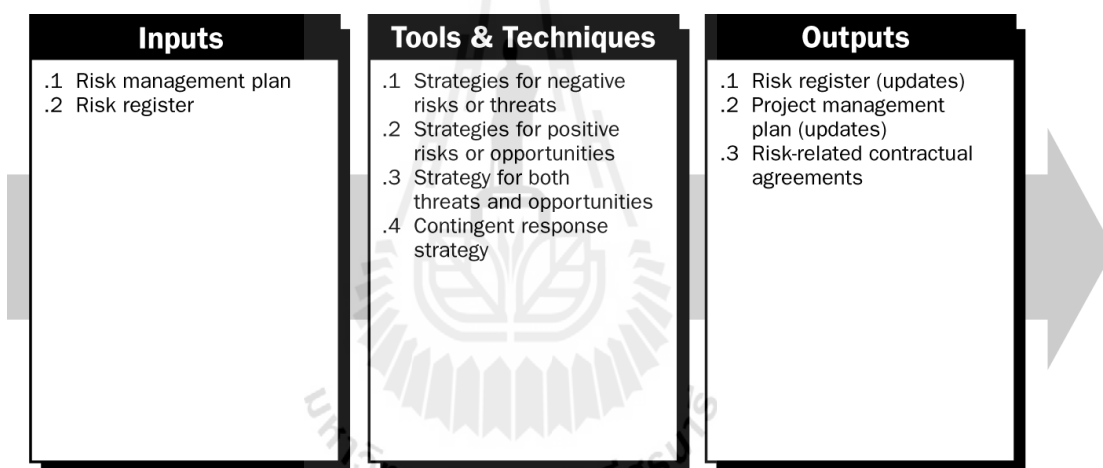 Inputs
.1 Risk management plan
.2 Risk register
Tools & Techniques
.1 Strategies for negative
risks or threats
.2 Strategies for positive
risks or opportunities
.3 Strategy for both
threats and opportunities
.4 Contingent response
strategy
Outputs
.1 Risk register (updates)
.2 Project management
plan (updates)
.3 Risk-related contractual
agreements